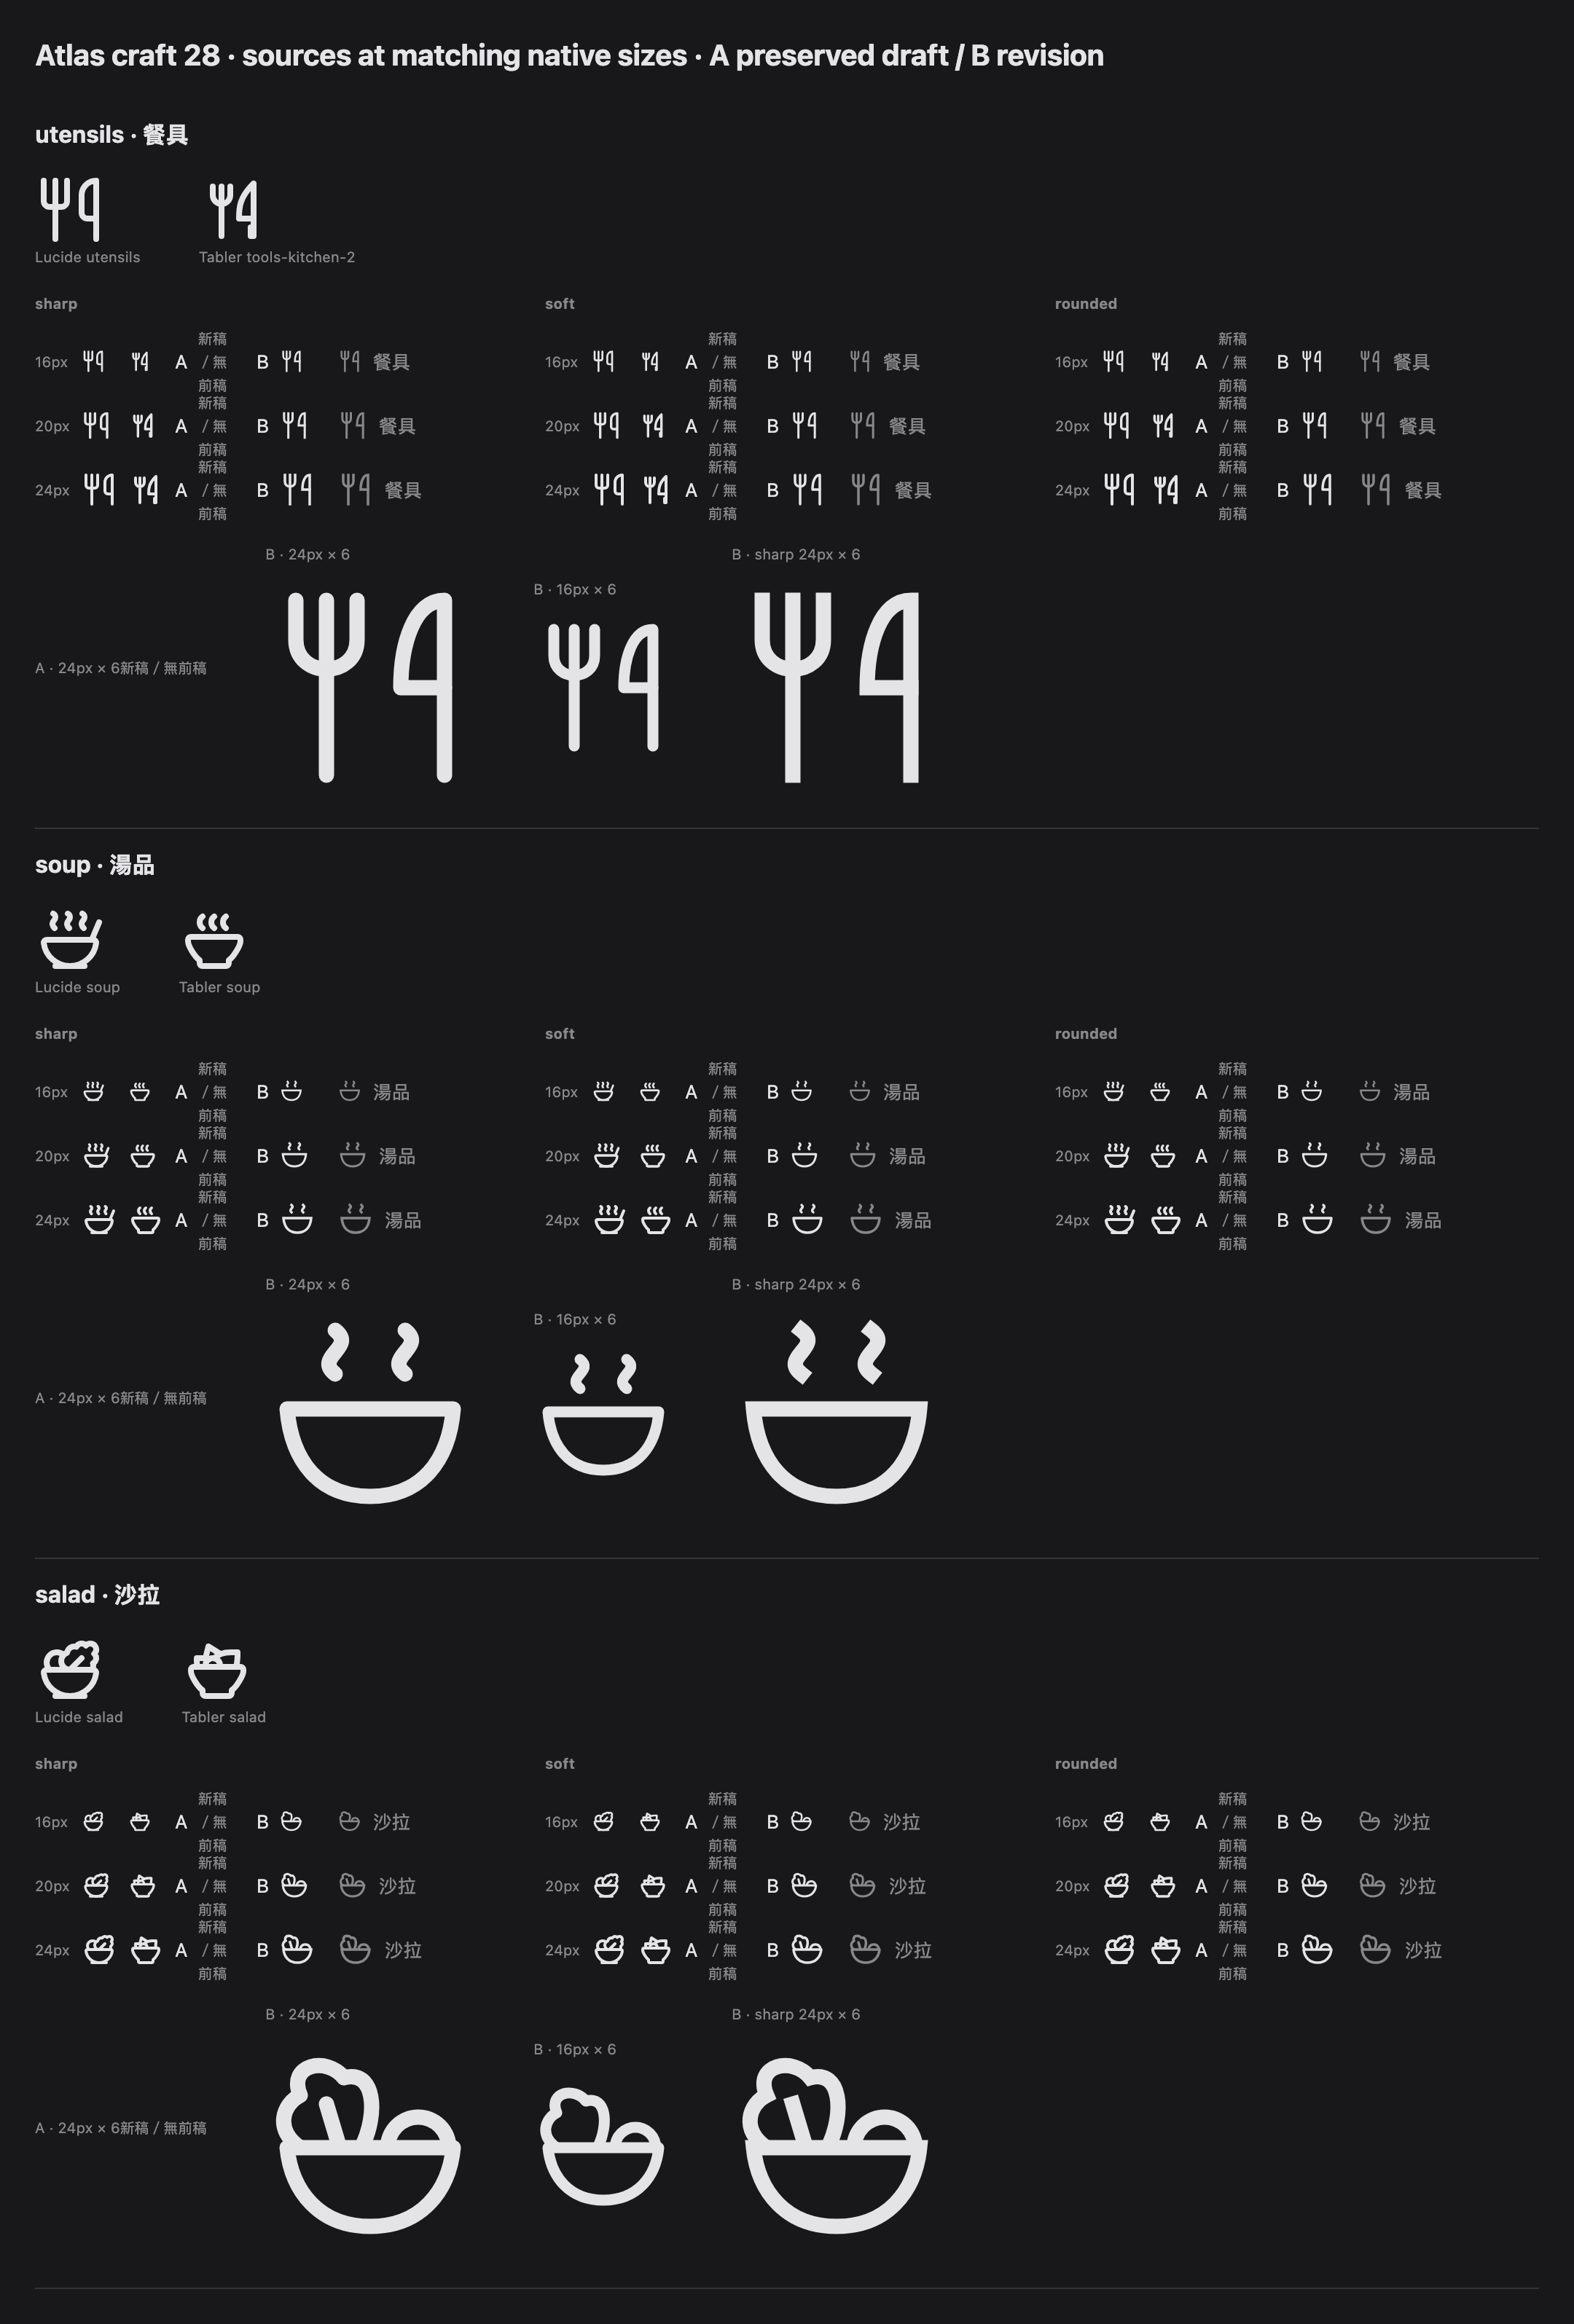 Atlas craft 28 · sources at matching native sizes · A preserved draft / B revision
utensils · 餐具
Lucide utensils
Tabler tools-kitchen-2
sharp
16px A 新稿 / 無前稿 B 餐具
20px A 新稿 / 無前稿 B 餐具
24px A 新稿 / 無前稿 B 餐具
soft
16px A 新稿 / 無前稿 B 餐具
20px A 新稿 / 無前稿 B 餐具
24px A 新稿 / 無前稿 B 餐具
rounded
16px A 新稿 / 無前稿 B 餐具
20px A 新稿 / 無前稿 B 餐具
24px A 新稿 / 無前稿 B 餐具
A · 24px × 6新稿 / 無前稿
B · 24px × 6
B · 16px × 6
B · sharp 24px × 6
soup · 湯品
Lucide soup
Tabler soup
sharp
16px A 新稿 / 無前稿 B 湯品
20px A 新稿 / 無前稿 B 湯品
24px A 新稿 / 無前稿 B 湯品
soft
16px A 新稿 / 無前稿 B 湯品
20px A 新稿 / 無前稿 B 湯品
24px A 新稿 / 無前稿 B 湯品
rounded
16px A 新稿 / 無前稿 B 湯品
20px A 新稿 / 無前稿 B 湯品
24px A 新稿 / 無前稿 B 湯品
A · 24px × 6新稿 / 無前稿
B · 24px × 6
B · 16px × 6
B · sharp 24px × 6
salad · 沙拉
Lucide salad
Tabler salad
sharp
16px A 新稿 / 無前稿 B 沙拉
20px A 新稿 / 無前稿 B 沙拉
24px A 新稿 / 無前稿 B 沙拉
soft
16px A 新稿 / 無前稿 B 沙拉
20px A 新稿 / 無前稿 B 沙拉
24px A 新稿 / 無前稿 B 沙拉
rounded
16px A 新稿 / 無前稿 B 沙拉
20px A 新稿 / 無前稿 B 沙拉
24px A 新稿 / 無前稿 B 沙拉
A · 24px × 6新稿 / 無前稿
B · 24px × 6
B · 16px × 6
B · sharp 24px × 6